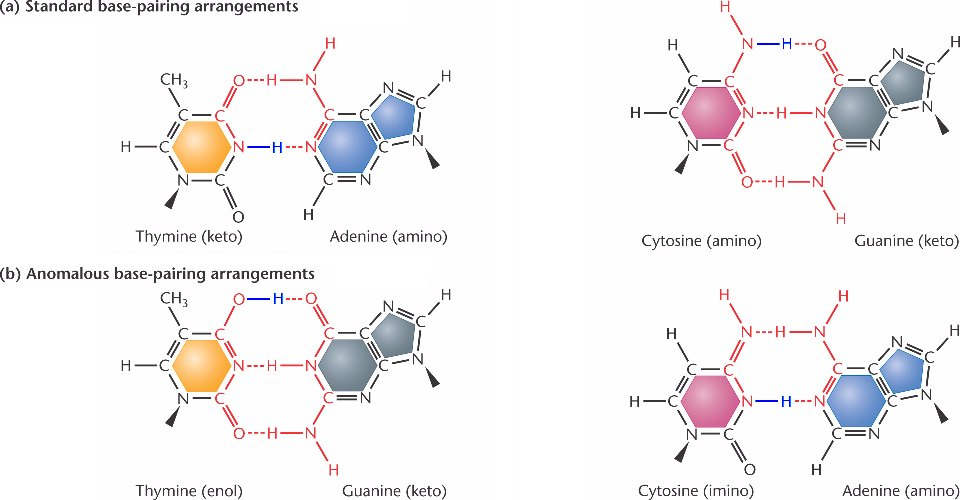 (a) Standard base-pairing arrangements
H
H
O H N
N H O
CH₃
N
H
H
N
H
C
C
C
C
C
C
C
C
C
C
C
H
C
N H N
C
N
H
C
N H N
C
N
N
C
C
N
N
C
C
N
O
H
O H N
H
Thymine (keto)
Adenine (amino)
Cytosine (amino)
Guanine (keto)
(b) Anomalous base-pairing arrangements
H
H
H
CH₃
O H O
N
N H N
H
H
C
C
C
C
C
C
C
C
C
N
H
C
N H N
C
N
H
C
N H N
C
N
N
C
C
N
N
C
C
N
O H N
O
H
H
Thymine (enol)
Guanine (keto)
Cytosine (imino)
Adenine (amino)